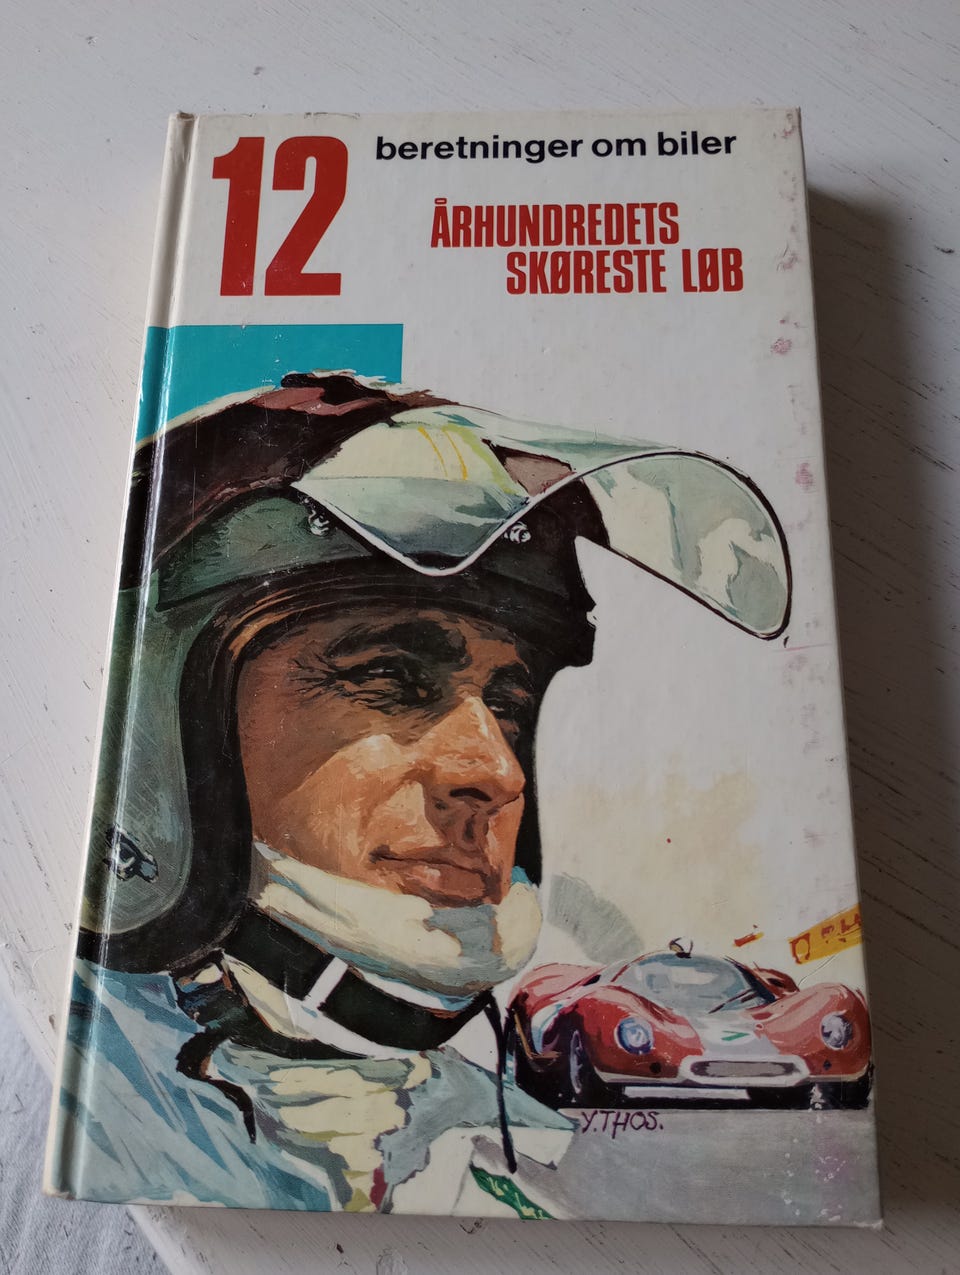 12
beretninger om biler
ÅRHUNDREDETS
SKØRESTE LØB
Y.THOS.